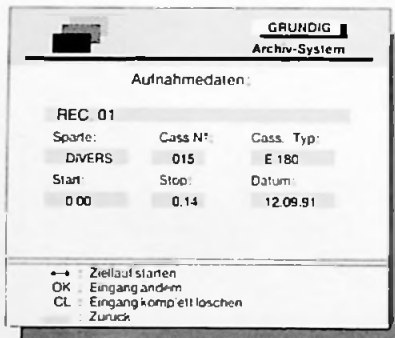 GRUNDIG
Archiv-System
Aufnahmedaten:
REC 01
Sparte: Cass N°: Cass. Typ:
DIVERS 015 E 180
Start: Stop: Datum:
0.00 0.14 12.09.91
↔ : Ziellauf starten
OK : Eingang ändern
CL : Eingang komplett löschen
: Zurück